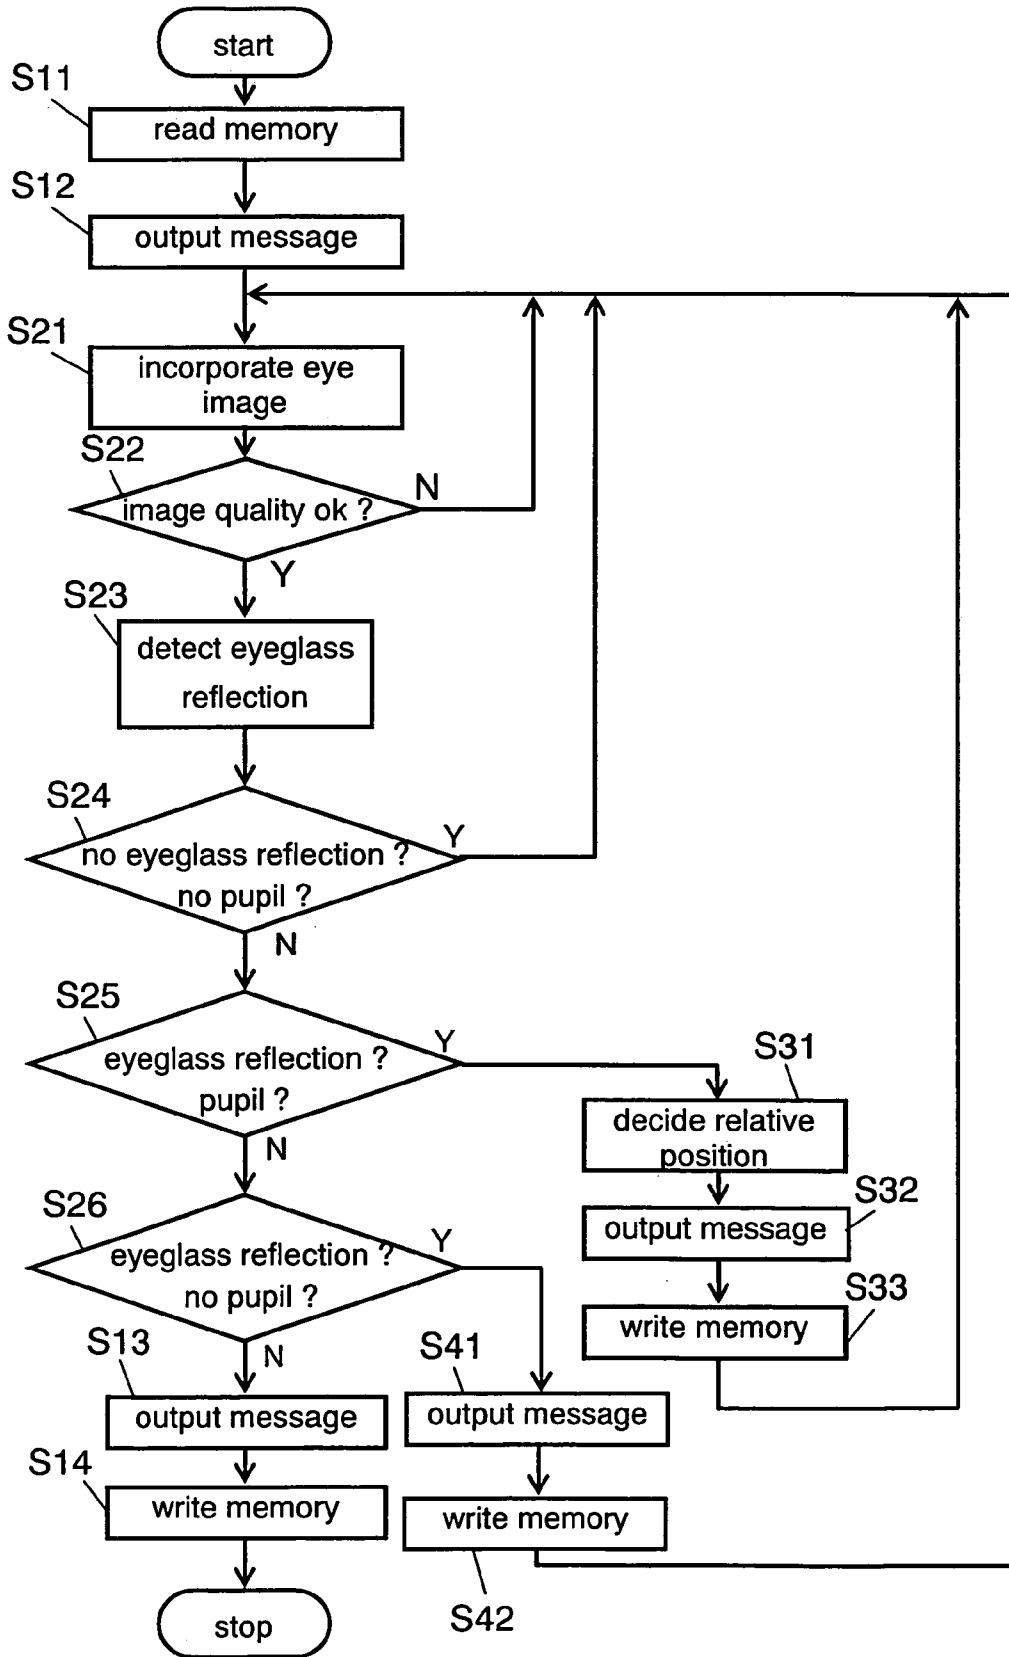 start
S11
read memory
S12
output message
S21
incorporate eye
image
S22
image quality ok ?
N
Y
S23
detect eyeglass
reflection
S24
no eyeglass reflection ?
no pupil ?
Y
N
S25
eyeglass reflection ?
pupil ?
Y
N
S31
decide relative
position
S32
output message
S33
write memory
S26
eyeglass reflection ?
no pupil ?
Y
N
S13
output message
S41
output message
S14
write memory
write memory
S42
stop